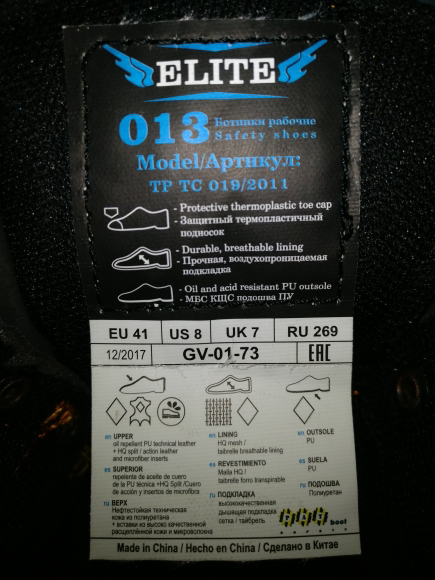 ELITE
013 Ботинки рабочие
Safety shoes
Model/Артикул:
ТР ТС 019/2011
- Protective thermoplastic toe cap
- Защитный термопластичный
подносок
- Durable, breathable lining
- Прочная, воздухопроницаемая
подкладка
- Oil and acid resistant PU outsole
- МБС КЩС подошва ПУ
EU 41 US 8 UK 7 RU 269
12/2017 GV-01-73 EAC
en UPPER
oil repellent PU technical leather
+ HQ split / action leather
and microfiber inserts
es SUPERIOR
repetente de aceite de cuero
de la PU técnica +HQ Split /Cuero
de acción y insertos de microfibra
ru ВЕРХ
Нефтестойкая техническая
кожа из полиуретана
+ вставки из высоко качественной
расщеплённой кожи и микроволокна
en LINING
HQ mesh /
taibrelle breathable lining
es REVESTIMIENTO
Malla HQ /
taibrelle forro transpirable
ru ПОДКЛАДКА
высококачественная
дышащая подкладка
сетка / тайбрель
en OUTSOLE
PU
es SUELA
PU
ru ПОДОШВА
Полиуретан
boot
Made in China / Hecho en China / Сделано в Китае